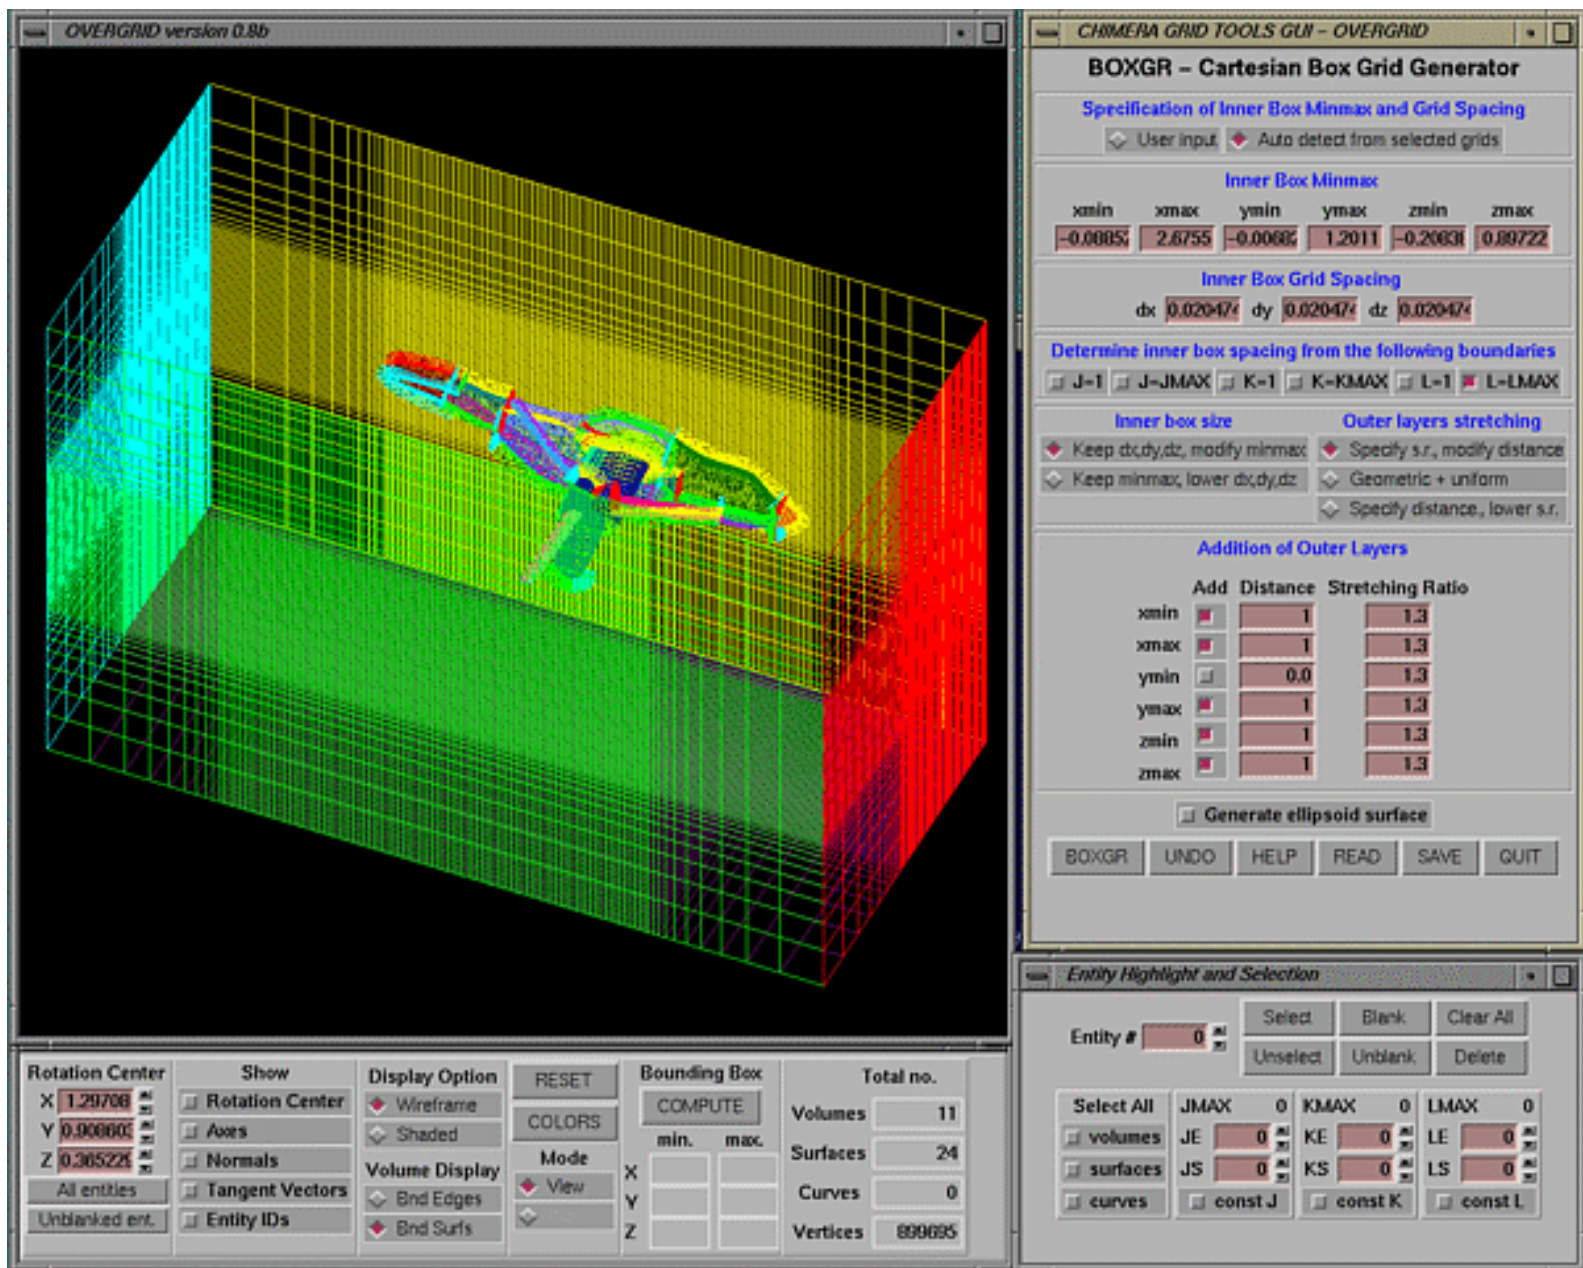 OVERGRID version 0.8b
CHIMERA GRID TOOLS GUI - OVERGRID
BOXGR - Cartesian Box Grid Generator
Specification of Inner Box Minmax and Grid Spacing
User input Auto detect from selected grids
Inner Box Minmax
xmin xmax ymin ymax zmin zmax
2.6755 1.2011 0.89722
Inner Box Grid Spacing
dx 0.02047 dy 0.02047 dz 0.02047
Determine inner box spacing from the following boundaries
J=1 J=JMAX K=1 K=KMAX L=1 L=LMAX
Inner box size Outer layers stretching
Keep dx,dy,dz, modify minmax Specify s.r., modify distance
Keep minmax, lower dx,dy,dz Geometric + uniform
Specify distance, lower s.r.
Addition of Outer Layers
Add Distance Stretching Ratio
xmin 1 1.3
xmax 1 1.3
ymin 0.0 1.3
ymax 1 1.3
zmin 1 1.3
zmax 1 1.3
Generate ellipsoid surface
BOXGR UNDO HELP READ SAVE QUIT
Entity Highlight and Selection
Entity # 0 Select Blank Clear All
Unselect Unblank Delete
Select All JMAX 0 KMAX 0 LMAX 0
volumes JE 0 KE 0 LE 0
surfaces JS 0 KS 0 LS 0
curves const J const K const L
Rotation Center
X 1.29708
Y 0.90860
Z 0.36522
All entities
Unblanked ent.
Show
Rotation Center
Axes
Normals
Tangent Vectors
Entity IDs
Display Option
Wireframe
Shaded
Volume Display
Bnd Edges
Bnd Surfs
RESET
COLORS
Mode
View
Bounding Box
COMPUTE
min. max.
X
Y
Z
Total no.
Volumes 11
Surfaces 24
Curves 0
Vertices 899695